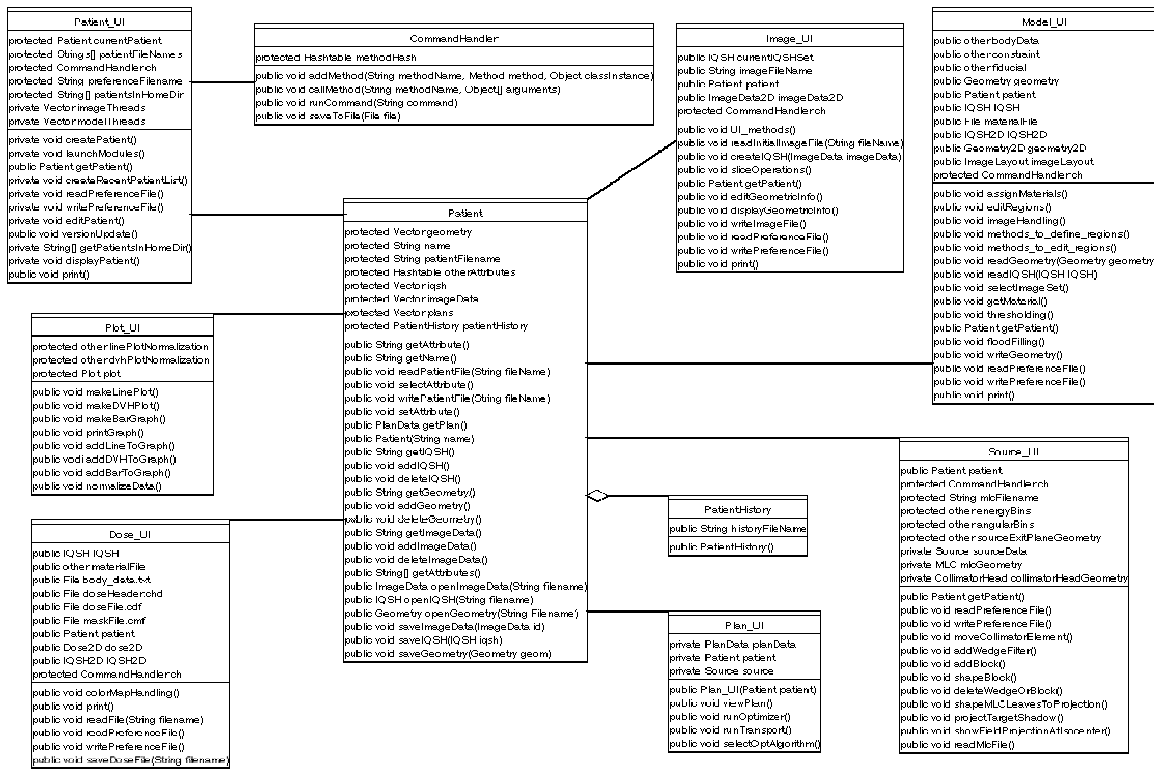 Patient_UI
protected Patient currentPatient
protected Strings[] patientFileNames
protected CommandHandler ch
protected String preferenceFilename
protected String[] patientsInHomeDir
private Vector imageThreads
private Vector modelThreads
private void createPatient()
private void launchModules()
public Patient getPatient()
private void createRecentPatientList()
private void readPreferenceFile()
private void writePreferenceFile()
private void editPatient()
public void versionUpdate()
private String[] getPatientsInHomeDir()
private void displayPatient()
public void print()
CommandHandler
protected Hashtable methodHash
public void addMethod(String methodName, Method method, Object classInstance)
public void callMethod(String methodName, Object[] arguments)
public void runCommand(String command)
public void saveToFile(File file)
Image_UI
public IQSH currentIQSHSet
public String imageFileName
public Patient patient
public ImageData2D imageData2D
protected CommandHandler ch
public void UI_methods()
public void readInitialImageFile(String fileName)
public void createIQSH(ImageData imageData)
public void sliceOperations()
public Patient getPatient()
public void editGeometricInfo()
public void displayGeometricInfo()
public void writeImageFile()
public void readPreferenceFile()
public void writePreferenceFile()
public void print()
Model_UI
public other bodyData
public other constraint
public other fiducial
public Geometry geometry
public Patient patient
public IQSH IQSH
public File materialFile
public IQSH2D IQSH2D
public Geometry2D geometry2D
public ImageLayout imageLayout
protected CommandHandler ch
public void assignMaterials()
public void editRegions()
public void imageHandling()
public void methods_to_define_regions()
public void methods_to_edit_regions()
public void readGeometry(Geometry geometry
public void readIQSH(IQSH IQSH)
public void selectImageSet()
public void getMaterial()
public void thresholding()
public Patient getPatient()
public void floodFilling()
public void writeGeometry()
public void readPreferenceFile()
public void writePreferenceFile()
public void print()
Patient
protected Vector geometry
protected String name
protected String patientFilename
protected Hashtable otherAttributes
protected Vector iqsh
protected Vector imageData
protected Vector plans
protected PatientHistory patientHistory
public String getAttribute()
public String getName()
public void readPatientFile(String fileName)
public void selectAttribute()
public void writePatientFile(String fileName)
public void setAttribute()
public PlanData getPlan()
public Patient(String name)
public String getIQSH()
public void addIQSH()
public void deleteIQSH()
public String getGeometry()
public void addGeometry()
public void deleteGeometry()
public String getImageData()
public void addImageData()
public void deleteImageData()
public String[] getAttributes()
public ImageData openImageData(String filename)
public IQSH openIQSH(String filename)
public Geometry openGeometry(String Filename)
public void saveImageData(ImageData id)
public void saveIQSH(IQSH iqsh)
public void saveGeometry(Geometry geom)
Plot_UI
protected other linePlotNormalization
protected other dvhPlotNormalization
protected Plot plot
public void makeLinePlot()
public void makeDVHPlot()
public void makeBarGraph()
public void printGraph()
public void addLineToGraph()
public void addDVHToGraph()
public void addBarToGraph()
public void normalizeData()
Dose_UI
public IQSH IQSH
public other materialFile
public File body_data.txt
public File doseHeader.chd
public File doseFile.cdf
public File maskFile.cmf
public Patient patient
public Dose2D dose2D
public IQSH2D IQSH2D
protected CommandHandler ch
public void colorMapHandling()
public void print()
public void readFile(String filename)
public void readPreferenceFile()
public void writePreferenceFile()
public void saveDoseFile(String filename)
PatientHistory
public String historyFileName
public PatientHistory()
Plan_UI
private PlanData planData
private Patient patient
private Source source
public Plan_UI(Patient patient)
public void viewPlan()
public void runOptimizer()
public void runTransport()
public void selectOptAlgorithm()
Source_UI
public Patient patient
protected CommandHandler ch
protected String mlcFilename
protected other energyBins
protected other angularBins
protected other sourceExitPlaneGeometry
private Source sourceData
private MLC mlcGeometry
private CollimatorHead collimatorHeadGeometry
public Patient getPatient()
public void readPreferenceFile()
public void writePreferenceFile()
public void moveCollimatorElement()
public void addWedgeFilter()
public void addBlock()
public void shapeBlock()
public void deleteWedgeOrBlock()
public void shapeMLCLeavesToProjection()
public void projectTargetShadow()
public void showFieldProjectionAtIsocenter()
public void readMlcFile()